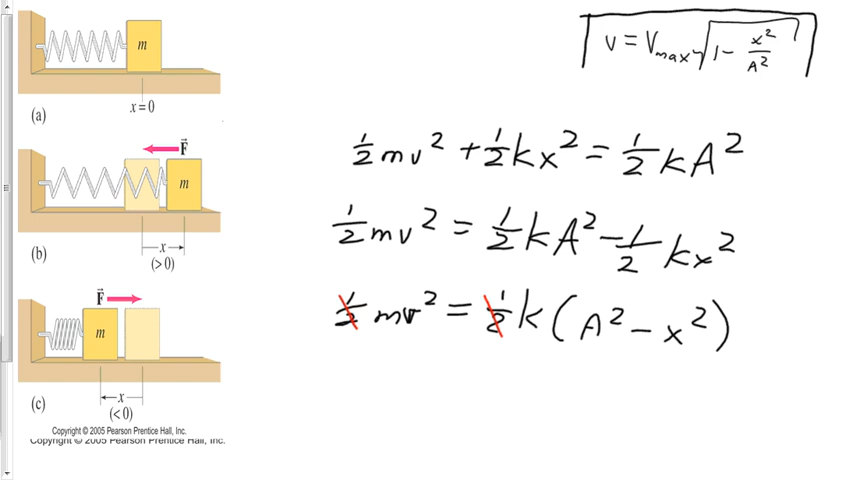 m
x = 0
(a)
F⃗
m
x
(> 0)
(b)
F⃗
m
x
(< 0)
(c)
Copyright © 2005 Pearson Prentice Hall, Inc.
Copyright © 2005 Pearson Prentice Hall, Inc.
v = Vmax √(1 - x²/A²)
½mv² + ½kx² = ½kA²
½mv² = ½kA² - ½kx²
½mv² = ½k(A² - x²)